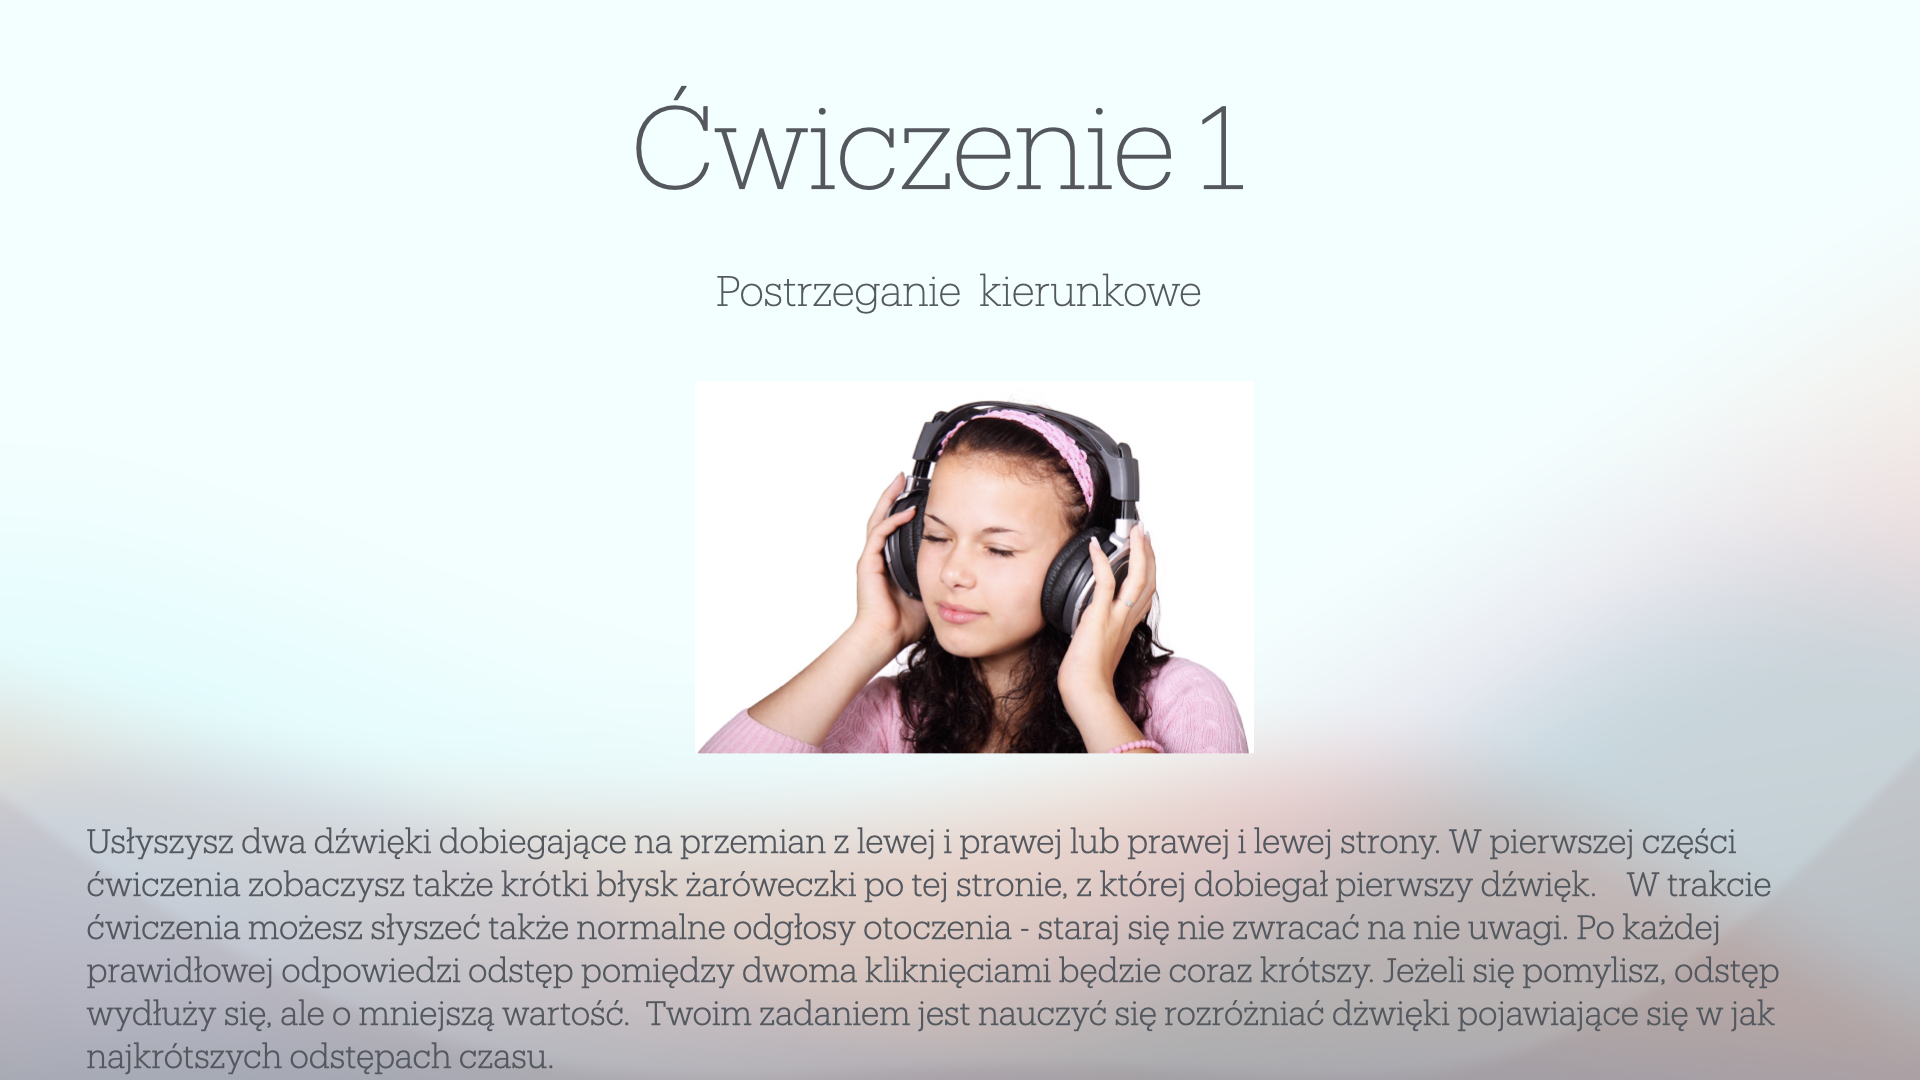 Ćwiczenie 1
Postrzeganie kierunkowe
Usłyszysz dwa dźwięki dobiegające na przemian z lewej i prawej lub prawej i lewej strony. W pierwszej części
ćwiczenia zobaczysz także krótki błysk żaróweczki po tej stronie, z której dobiegał pierwszy dźwięk. W trakcie
ćwiczenia możesz słyszeć także normalne odgłosy otoczenia - staraj się nie zwracać na nie uwagi. Po każdej
prawidłowej odpowiedzi odstęp pomiędzy dwoma kliknięciami będzie coraz krótszy. Jeżeli się pomylisz, odstęp
wydłuży się, ale o mniejszą wartość. Twoim zadaniem jest nauczyć się rozróżniać dżwięki pojawiające się w jak
najkrótszych odstępach czasu.